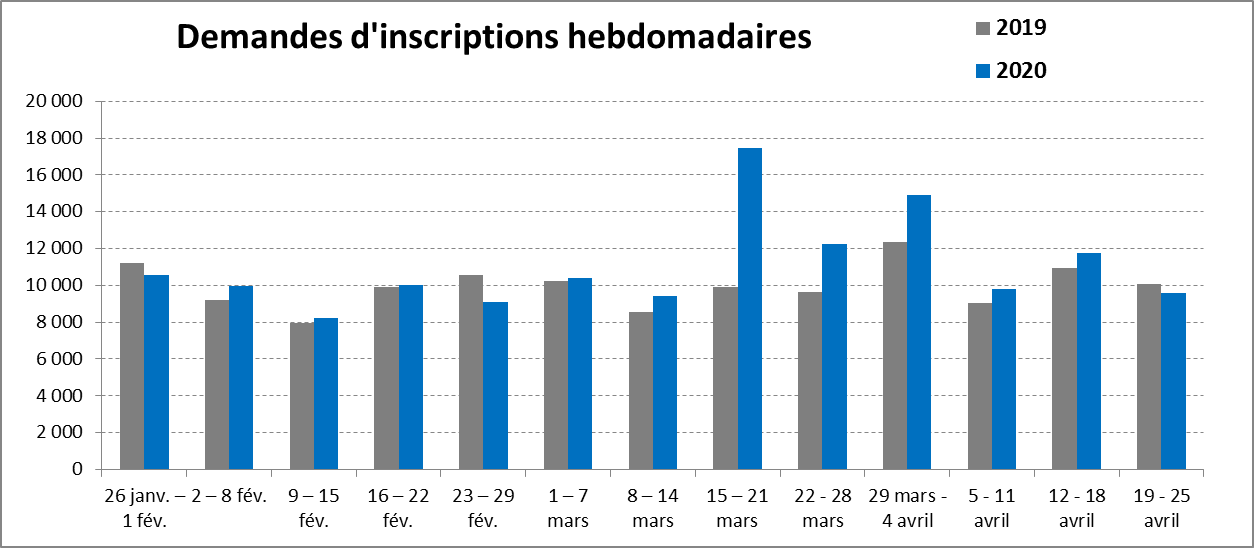 Demandes d'inscriptions hebdomadaires
2019
2020
20 000
18 000
16 000
14 000
12 000
10 000
8 000
6 000
4 000
2 000
0
26 janv. – 1 fév.
2 – 8 fév.
9 – 15 fév.
16 – 22 fév.
23 – 29 fév.
1 – 7 mars
8 – 14 mars
15 – 21 mars
22 - 28 mars
29 mars - 4 avril
5 - 11 avril
12 - 18 avril
19 - 25 avril